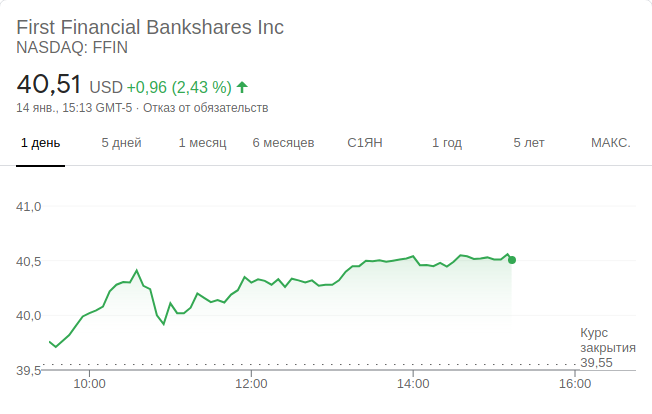 First Financial Bankshares Inc
NASDAQ: FFIN
40,51 USD +0,96 (2,43 %)
14 янв., 15:13 GMT-5 · Отказ от обязательств
1 день 5 дней 1 месяц 6 месяцев С1ЯН 1 год 5 лет МАКС.
41,0
40,5
40,0
Курс
закрытия
39,55
39,5
10:00 12:00 14:00 16:00